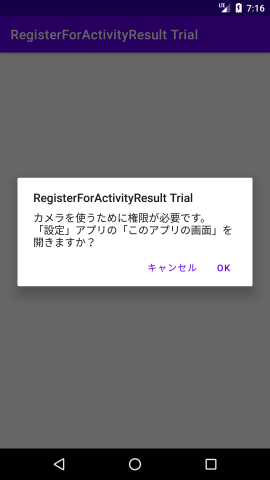 LTE 7:16
RegisterForActivityResult Trial
RegisterForActivityResult Trial
カメラを使うために権限が必要です。
「設定」アプリの「このアプリの画面」を
開きますか？
キャンセル OK